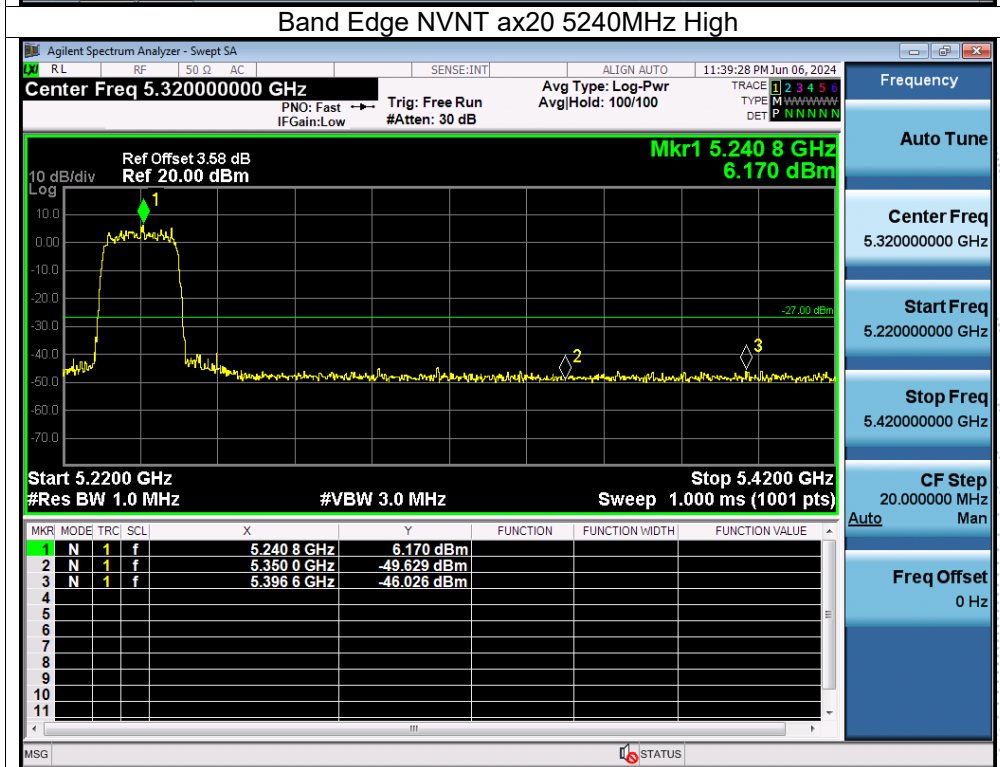 Band Edge NVNT ax20 5240MHz High
Agilent Spectrum Analyzer - Swept SA
LXI RL RF 50 Ω AC SENSE:INT ALIGN AUTO 11:39:28 PM Jun 06, 2024
Center Freq 5.320000000 GHz
PNO: Fast
IFGain:Low
Trig: Free Run
#Atten: 30 dB
Avg Type: Log-Pwr
Avg|Hold: 100/100
TRACE 1 2 3 4 5 6
TYPE M WWWWW
DET P N N N N N
Frequency
Mkr1 5.240 8 GHz
6.170 dBm
Ref Offset 3.58 dB
10 dB/div Ref 20.00 dBm
Log
10.0
0.00
-10.0
-20.0
-30.0
-40.0
-50.0
-60.0
-70.0
1
2
3
-27.00 dBm
Start 5.2200 GHz Stop 5.4200 GHz
#Res BW 1.0 MHz #VBW 3.0 MHz Sweep 1.000 ms (1001 pts)
MKR MODE TRC SCL X Y FUNCTION FUNCTION WIDTH FUNCTION VALUE
1 N 1 f 5.240 8 GHz 6.170 dBm
2 N 1 f 5.350 0 GHz -49.629 dBm
3 N 1 f 5.396 6 GHz -46.026 dBm
4
5
6
7
8
9
10
11
MSG STATUS
Auto Tune
Center Freq
5.320000000 GHz
Start Freq
5.220000000 GHz
Stop Freq
5.420000000 GHz
CF Step
20.000000 MHz
Auto Man
Freq Offset
0 Hz